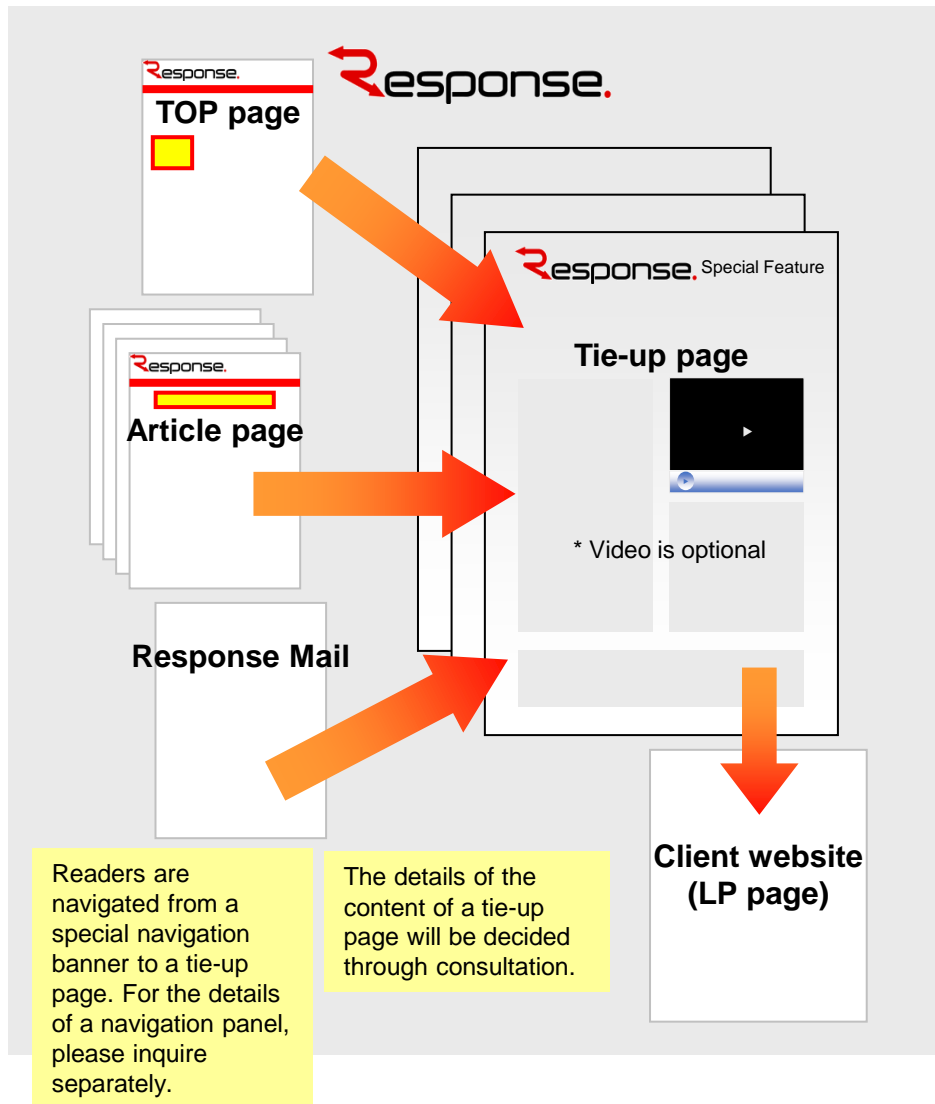 Response.
Response.
TOP page
Response. Special Feature
Tie-up page
Response.
Article page
* Video is optional
Response Mail
Client website
(LP page)
Readers are
navigated from a
special navigation
banner to a tie-up
page. For the details
of a navigation panel,
please inquire
separately.
The details of the
content of a tie-up
page will be decided
through consultation.